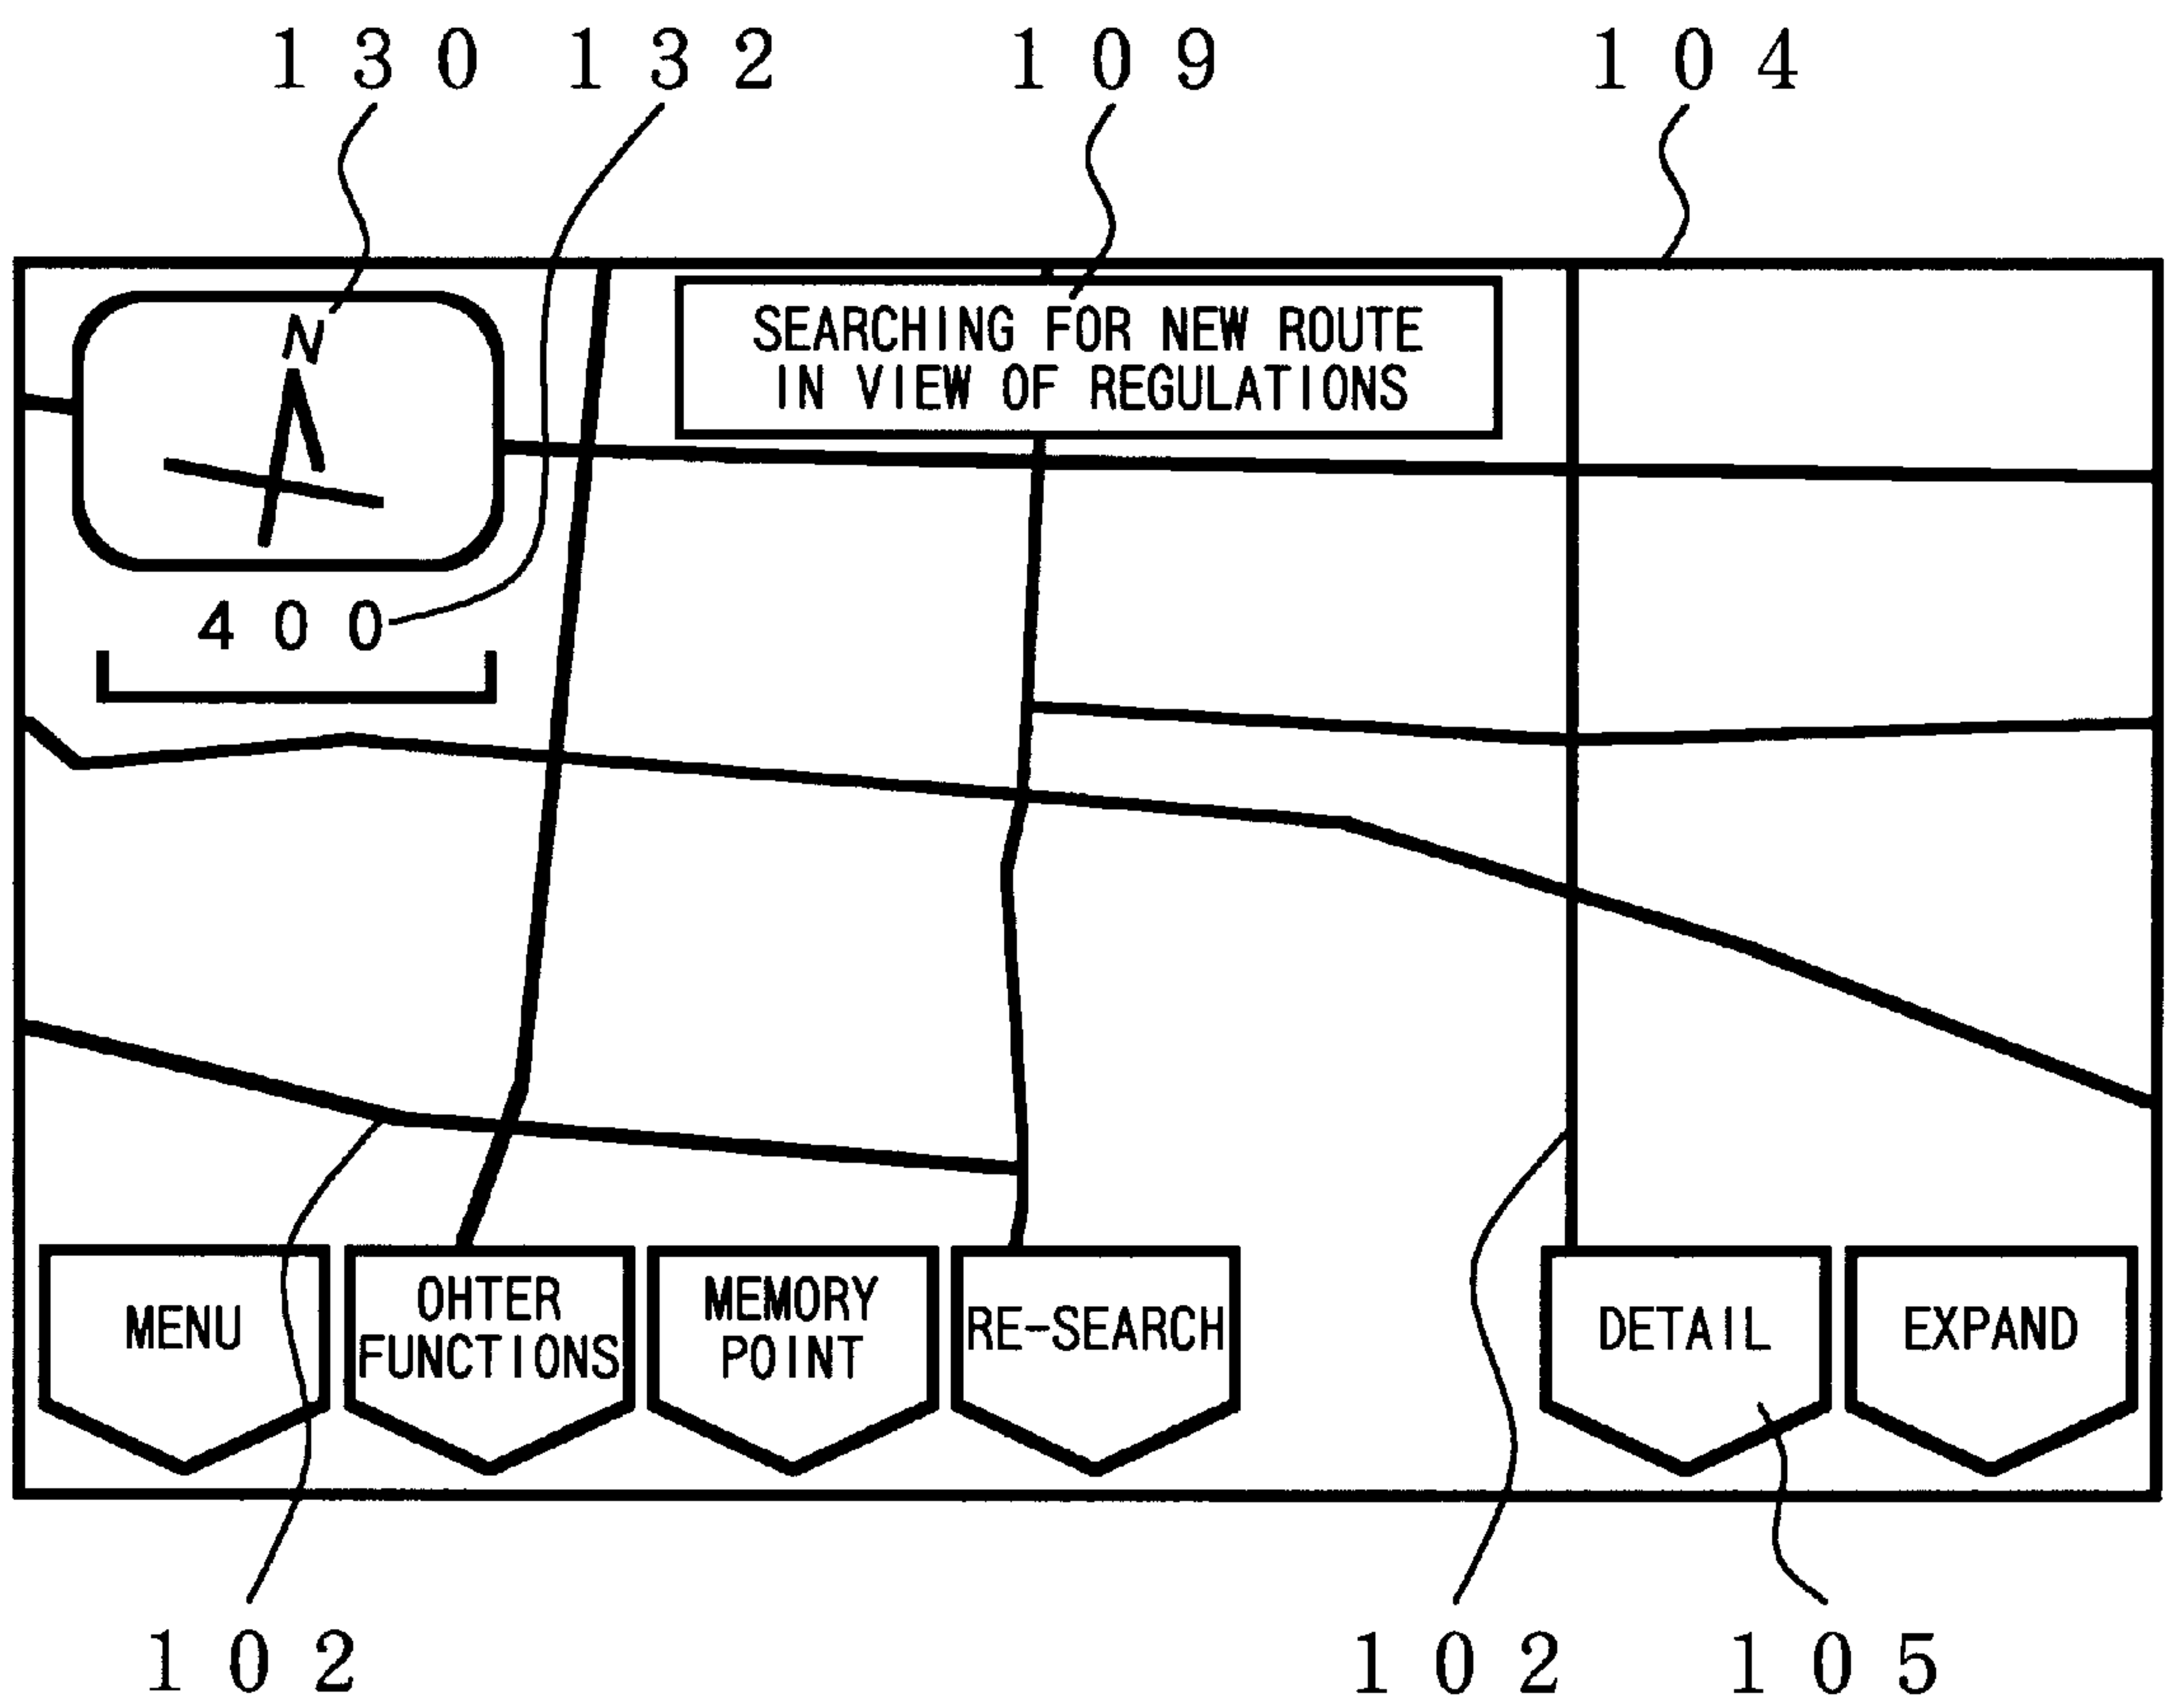 130 132 109 104
N
SEARCHING FOR NEW ROUTE
IN VIEW OF REGULATIONS
400
MENU
OHTER
FUNCTIONS
MEMORY
POINT
RE-SEARCH
DETAIL
EXPAND
102 102 105